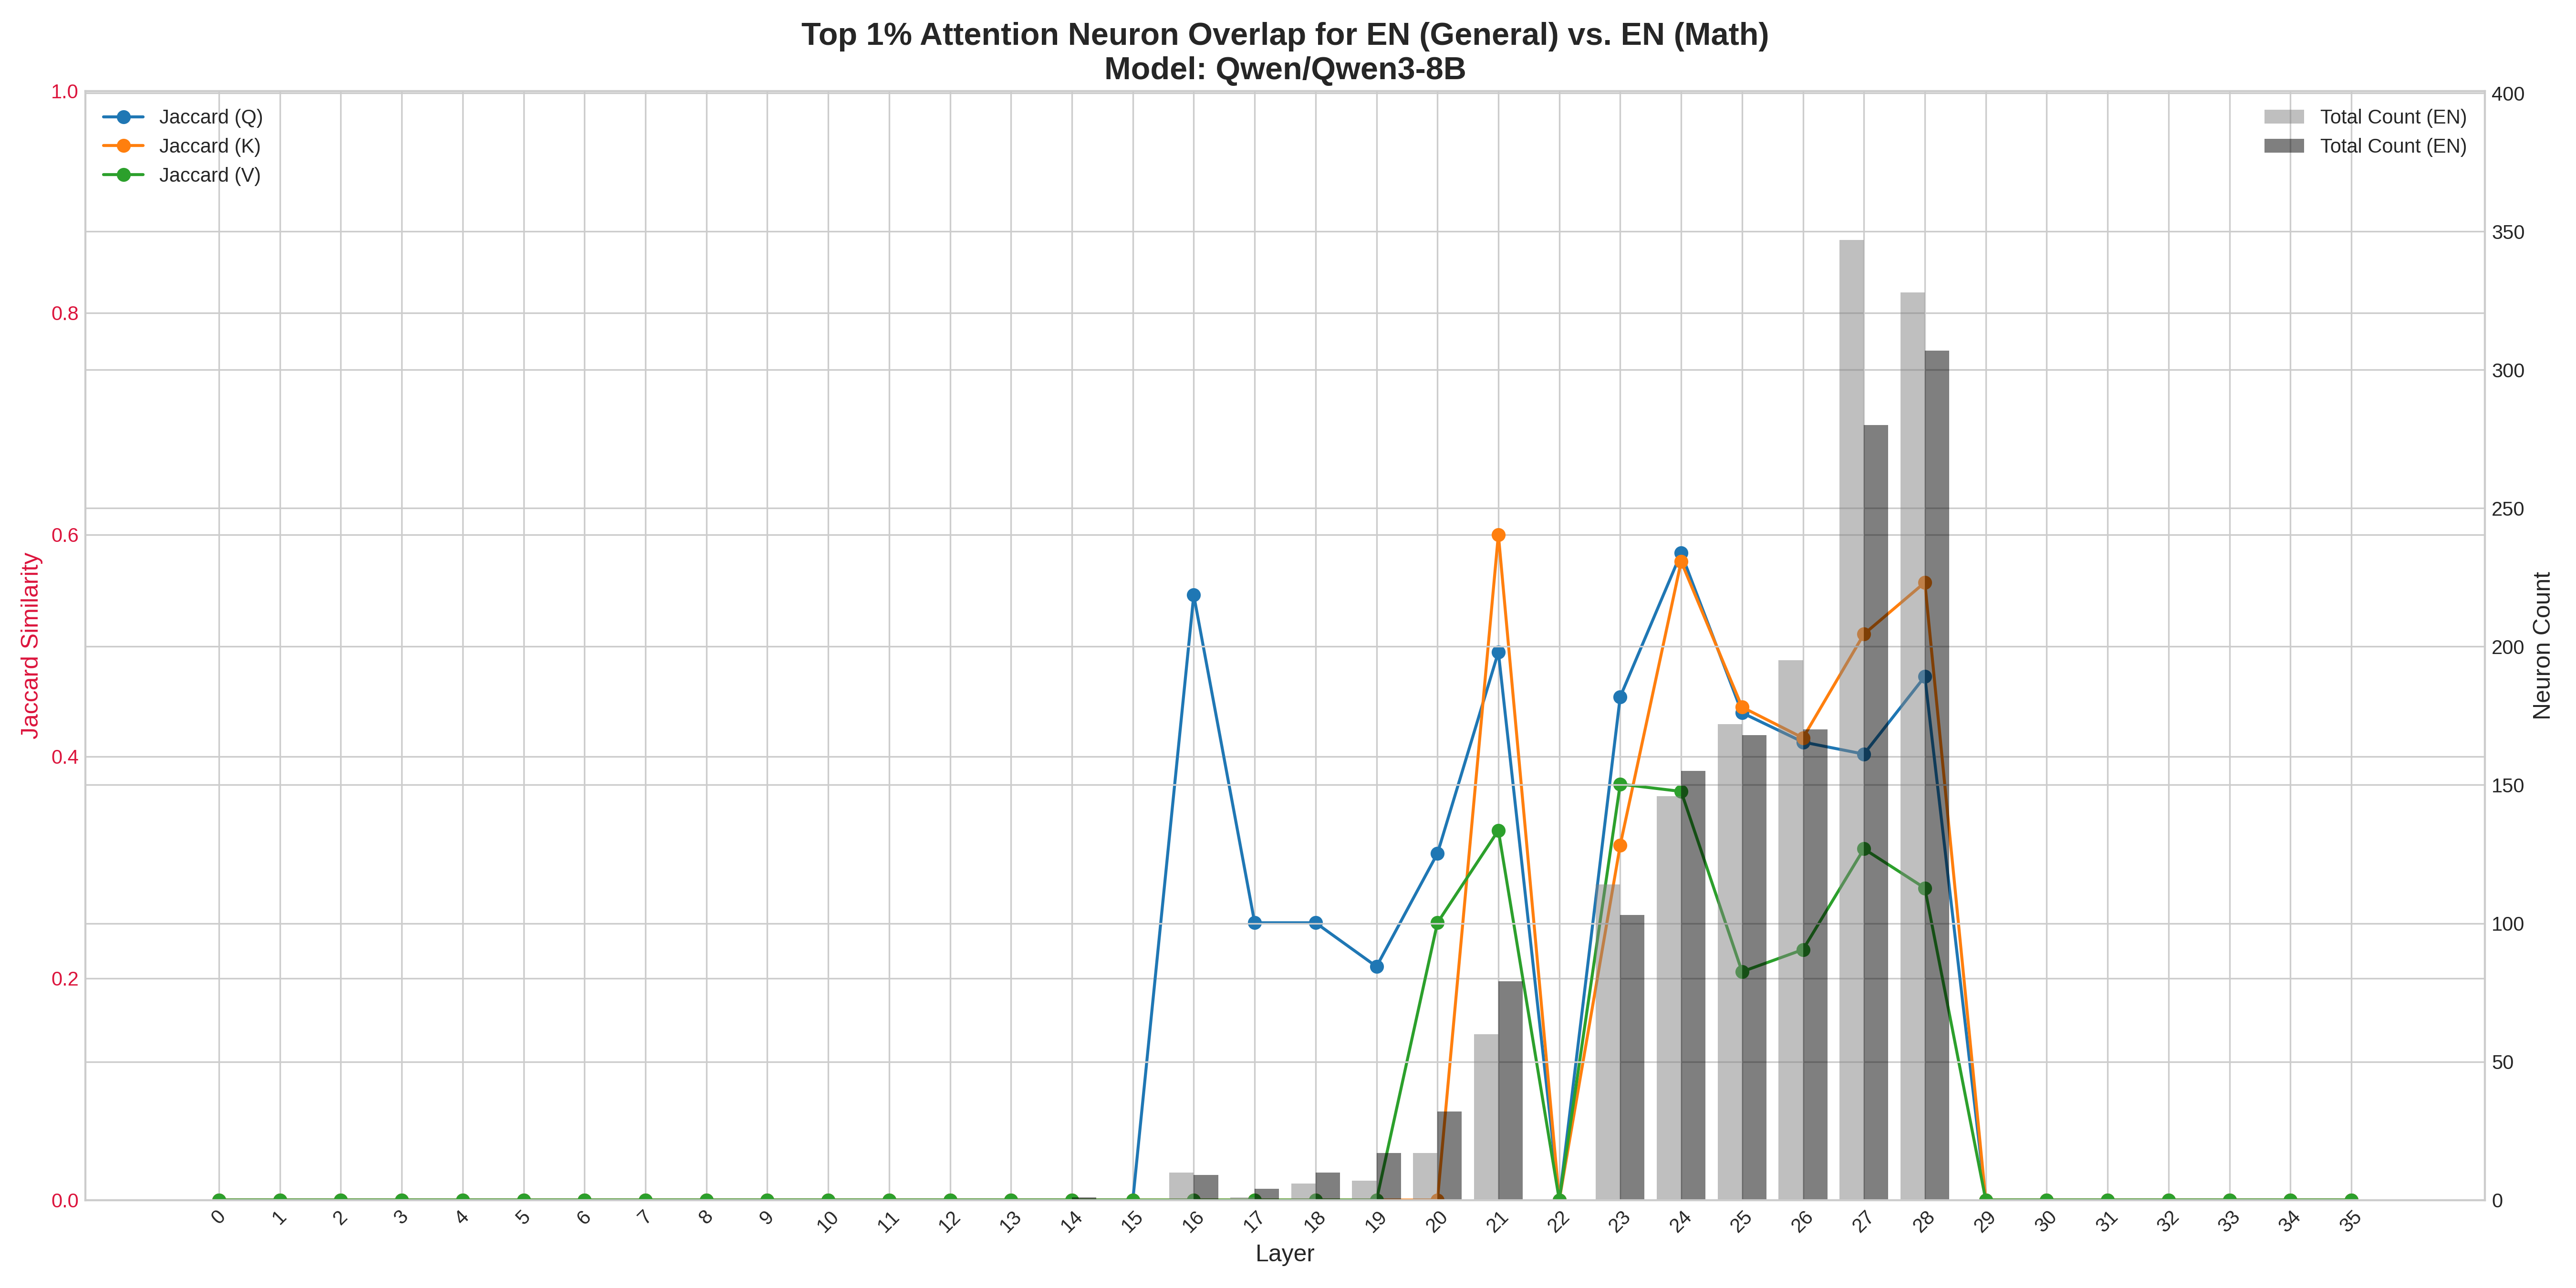 Top 1% Attention Neuron Overlap for EN (General) vs. EN (Math)
Model: Qwen/Qwen3-8B
Jaccard (Q)
Jaccard (K)
Jaccard (V)
Total Count (EN)
Total Count (EN)
Jaccard Similarity
1.0
0.8
0.6
0.4
0.2
0.0
Neuron Count
400
350
300
250
200
150
100
50
0
0 1 2 3 4 5 6 7 8 9 10 11 12 13 14 15 16 17 18 19 20 21 22 23 24 25 26 27 28 29 30 31 32 33 34 35
Layer